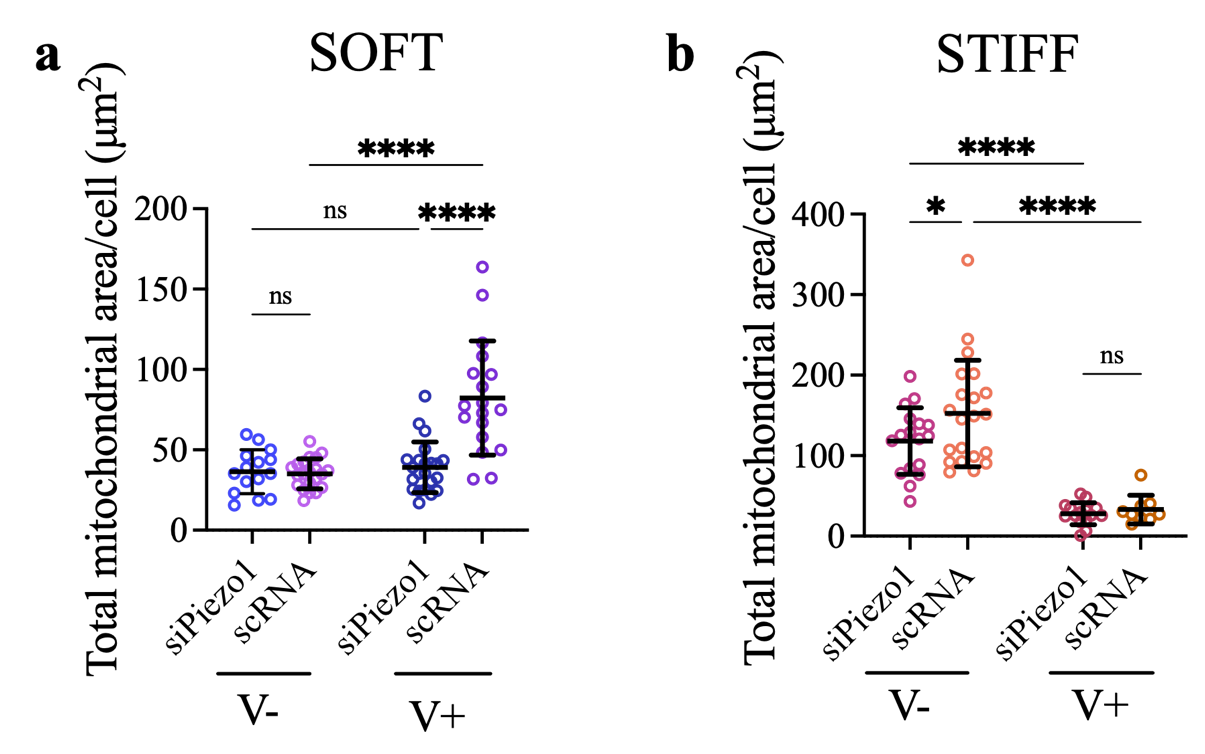 a
SOFT
Total mitochondrial area/cell (μm²)
****
ns
****
ns
200
150
100
50
0
siPiezo1
scRNA
siPiezo1
scRNA
V-
V+
b
STIFF
Total mitochondrial area/cell (μm²)
****
*
****
ns
400
300
200
100
0
siPiezo1
scRNA
siPiezo1
scRNA
V-
V+